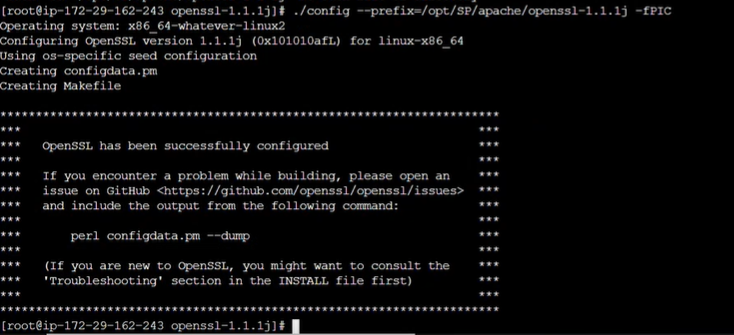 [root@ip-172-29-162-243 openssl-1.1.1j]# ./config --prefix=/opt/SP/apache/openssl-1.1.1j -fPIC
Operating system: x86_64-whatever-linux2
Configuring OpenSSL version 1.1.1j (0x101010afL) for linux-x86_64
Using os-specific seed configuration
Creating configdata.pm
Creating Makefile
**********************************************************************
***                                                                ***
***   OpenSSL has been successfully configured                     ***
***                                                                ***
***   If you encounter a problem while building, please open an    ***
***   issue on GitHub <https://github.com/openssl/openssl/issues>  ***
***   and include the output from the following command:           ***
***                                                                ***
***       perl configdata.pm --dump                                ***
***                                                                ***
***   (If you are new to OpenSSL, you might want to consult the    ***
***   'Troubleshooting' section in the INSTALL file first)         ***
***                                                                ***
**********************************************************************
[root@ip-172-29-162-243 openssl-1.1.1j]#